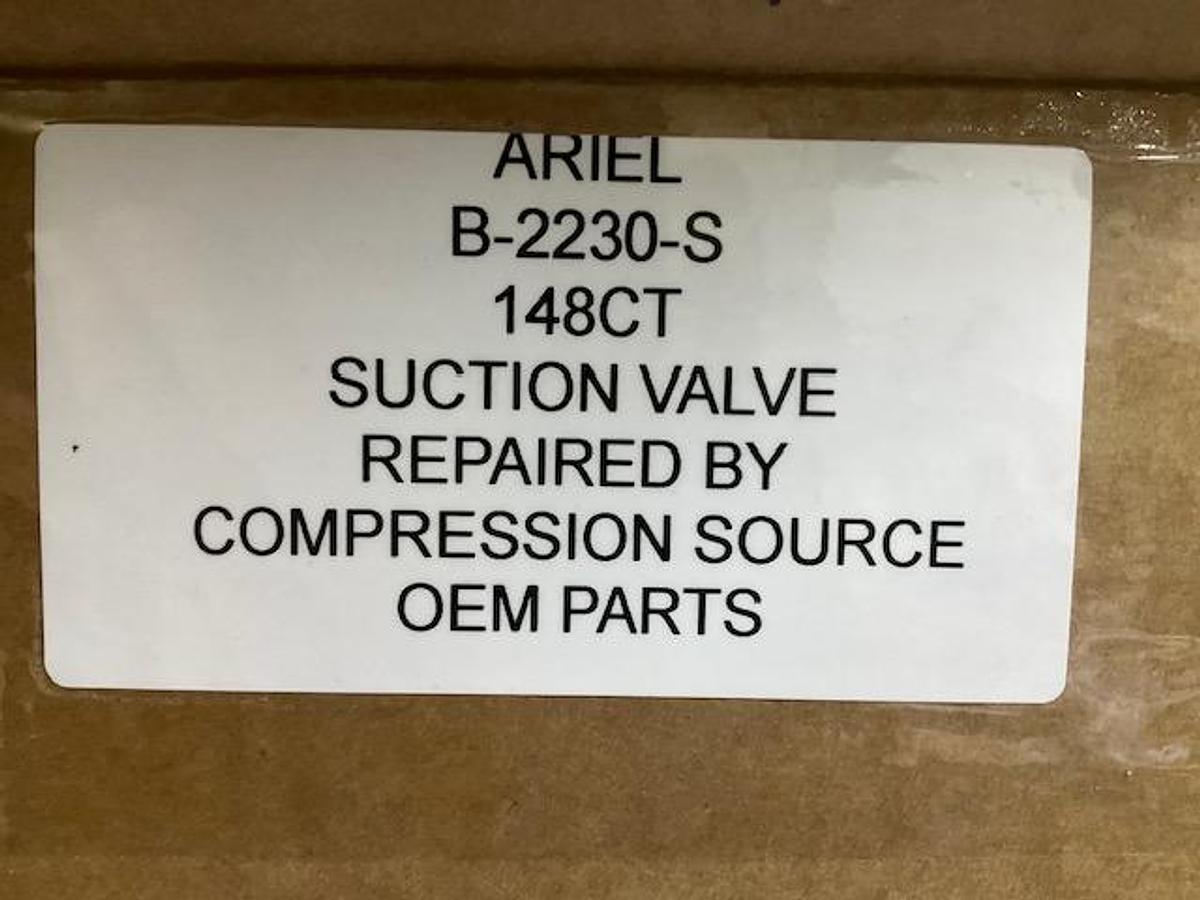 ARIEL
B-2230-S
148CT
SUCTION VALVE
REPAIRED BY
COMPRESSION SOURCE
OEM PARTS